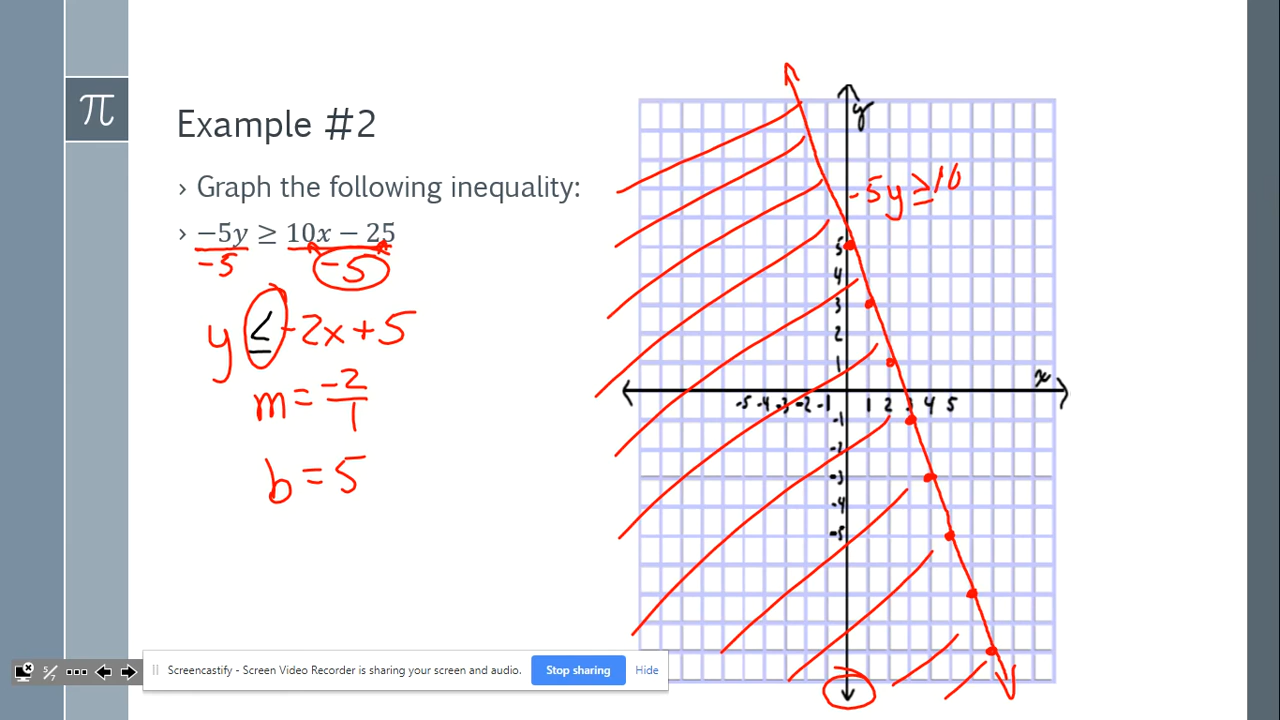 π
Example #2
› Graph the following inequality:
› −5y ≥ 10x − 25
-5 -5
y ≤ -2x+5
m = -2/1
b = 5
y
-5y ≥ 10
5
4
3
2
1
x
-5 -4 -3 -2 -1 1 2 3 4 5
-1
-2
-3
-4
-5
5/7
Screencastify - Screen Video Recorder is sharing your screen and audio. Stop sharing Hide